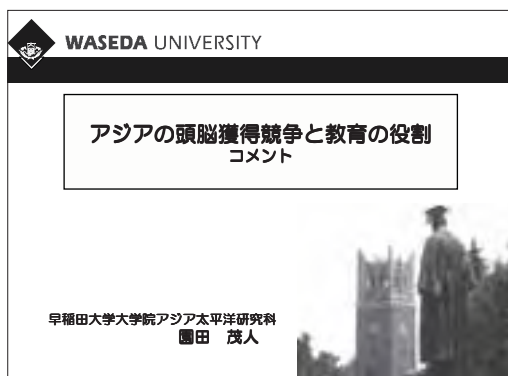 WASEDA UNIVERSITY
アジアの頭脳獲得競争と教育の役割
コメント
早稲田大学大学院アジア太平洋研究科
園田 茂人